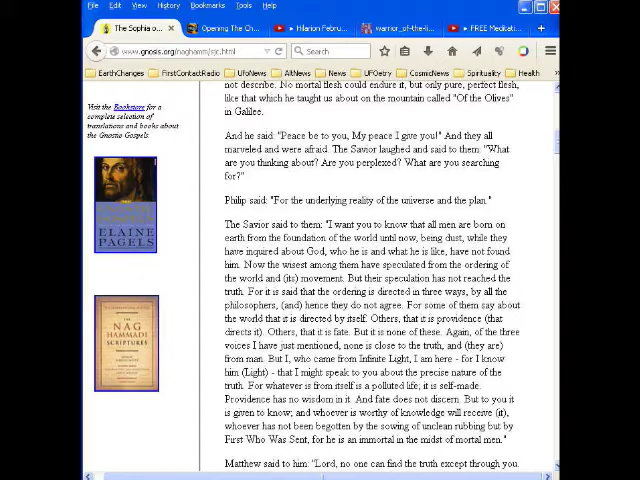 File Edit View History Bookmarks Tools Help
The Sophia o... × Opening The Ch... Hilarion Febru... warrior_of-the-li... FREE Meditati...
www.gnosis.org/naghamm/sjc.html Search
EarthChanges FirstContactRadio UfoNews AltNews News UFOetry CosmicNews Spirituality Health
not describe. No mortal flesh could endure it, but only pure, perfect flesh,
like that which he taught us about on the mountain called "Of the Olives"
in Galilee.
Visit the Bookstore for a
complete selection of
translations and books about
the Gnostic Gospels.
And he said: "Peace be to you, My peace I give you!" And they all
marveled and were afraid. The Savior laughed and said to them: "What
are you thinking about? Are you perplexed? What are you searching
for?"
Philip said: "For the underlying reality of the universe and the plan."
The Savior said to them: "I want you to know that all men are born on
earth from the foundation of the world until now, being dust, while they
have inquired about God, who he is and what he is like, have not found
him. Now the wisest among them have speculated from the ordering of
the world and (its) movement. But their speculation has not reached the
truth. For it is said that the ordering is directed in three ways, by all the
philosophers, (and) hence they do not agree. For some of them say about
the world that it is directed by itself. Others, that it is providence (that
directs it). Others, that it is fate. But it is none of these. Again, of the three
voices I have just mentioned, none is close to the truth, and (they are)
from man. But I, who came from Infinite Light, I am here - for I know
him (Light) - that I might speak to you about the precise nature of the
truth. For whatever is from itself is a polluted life; it is self-made.
Providence has no wisdom in it. And fate does not discern. But to you it
is given to know; and whoever is worthy of knowledge will receive (it),
whoever has not been begotten by the sowing of unclean rubbing but by
First Who Was Sent, for he is an immortal in the midst of mortal men."
Matthew said to him: "Lord, no one can find the truth except through you.
ELAINE
PAGELS
THE
NAG
HAMMADI
SCRIPTURES